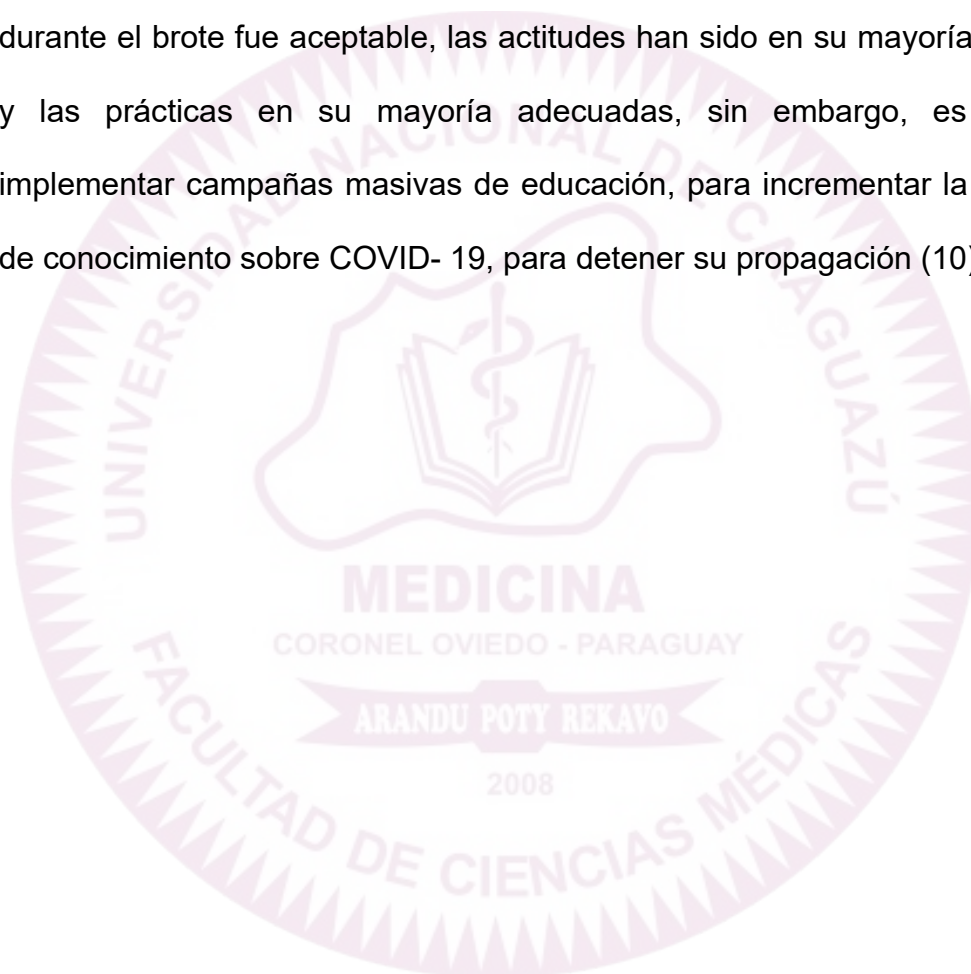 durante el brote fue aceptable, las actitudes han sido en su mayoría
y las prácticas en su mayoría adecuadas, sin embargo, es
implementar campañas masivas de educación, para incrementar la
de conocimiento sobre COVID- 19, para detener su propagación (10)
UNIVERSIDAD NACIONAL DE CAAGUAZÚ
MEDICINA
CORONEL OVIEDO - PARAGUAY
ARANDU POTY REKAVO
2008
FACULTAD DE CIENCIAS MÉDICAS